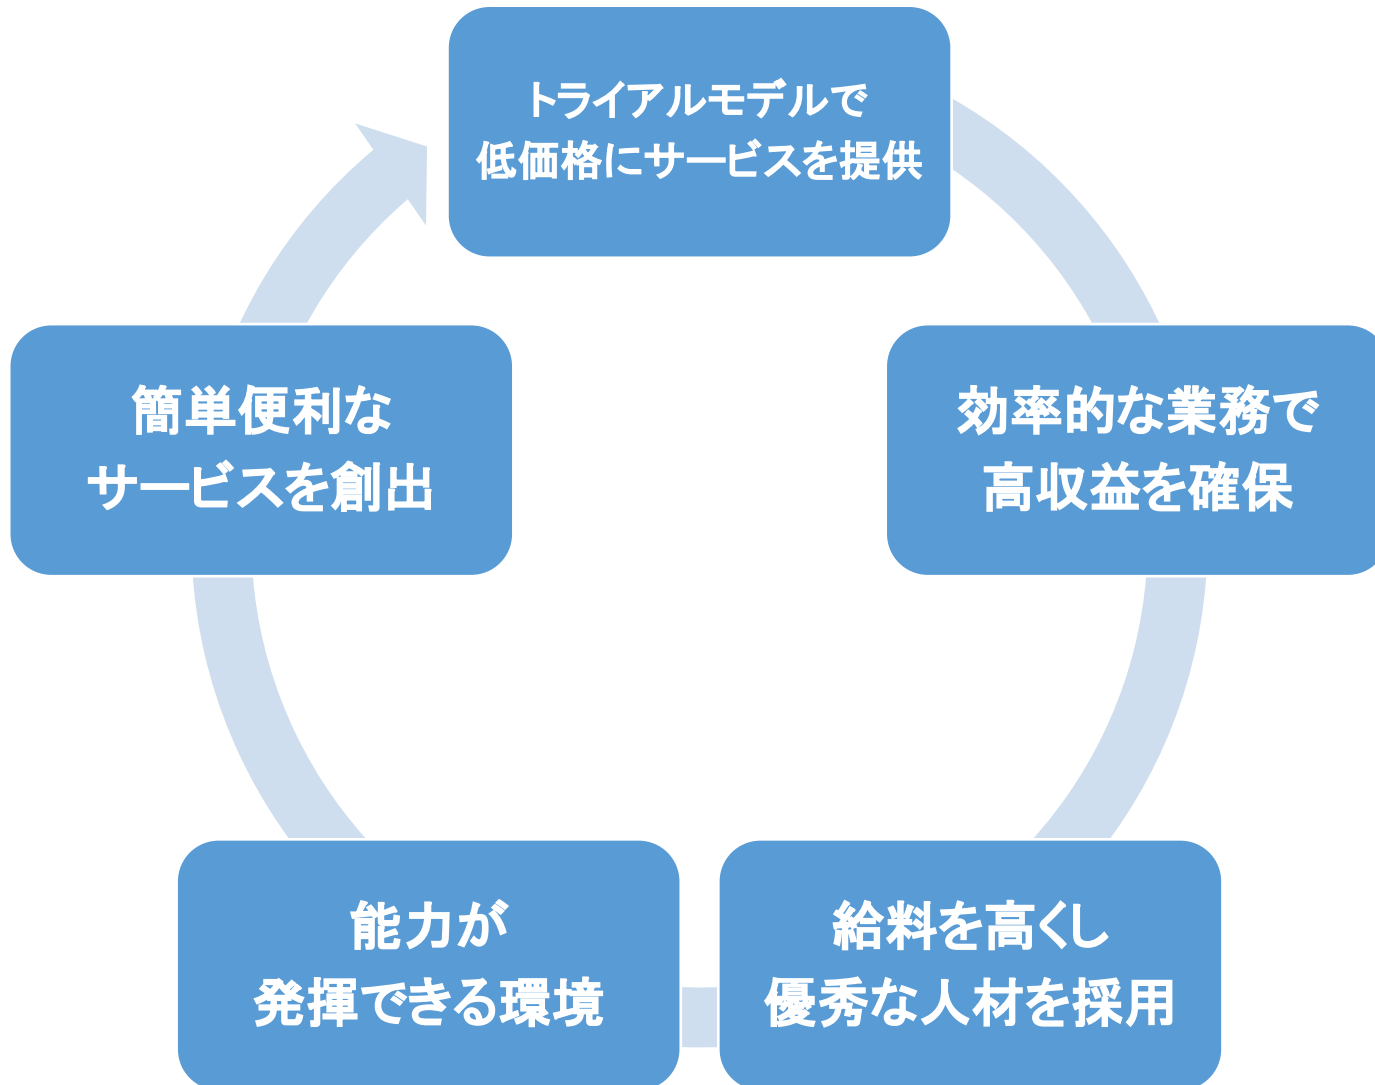 トライアルモデルで
低価格にサービスを提供
効率的な業務で
高収益を確保
給料を高くし
優秀な人材を採用
能力が
発揮できる環境
簡単便利な
サービスを創出